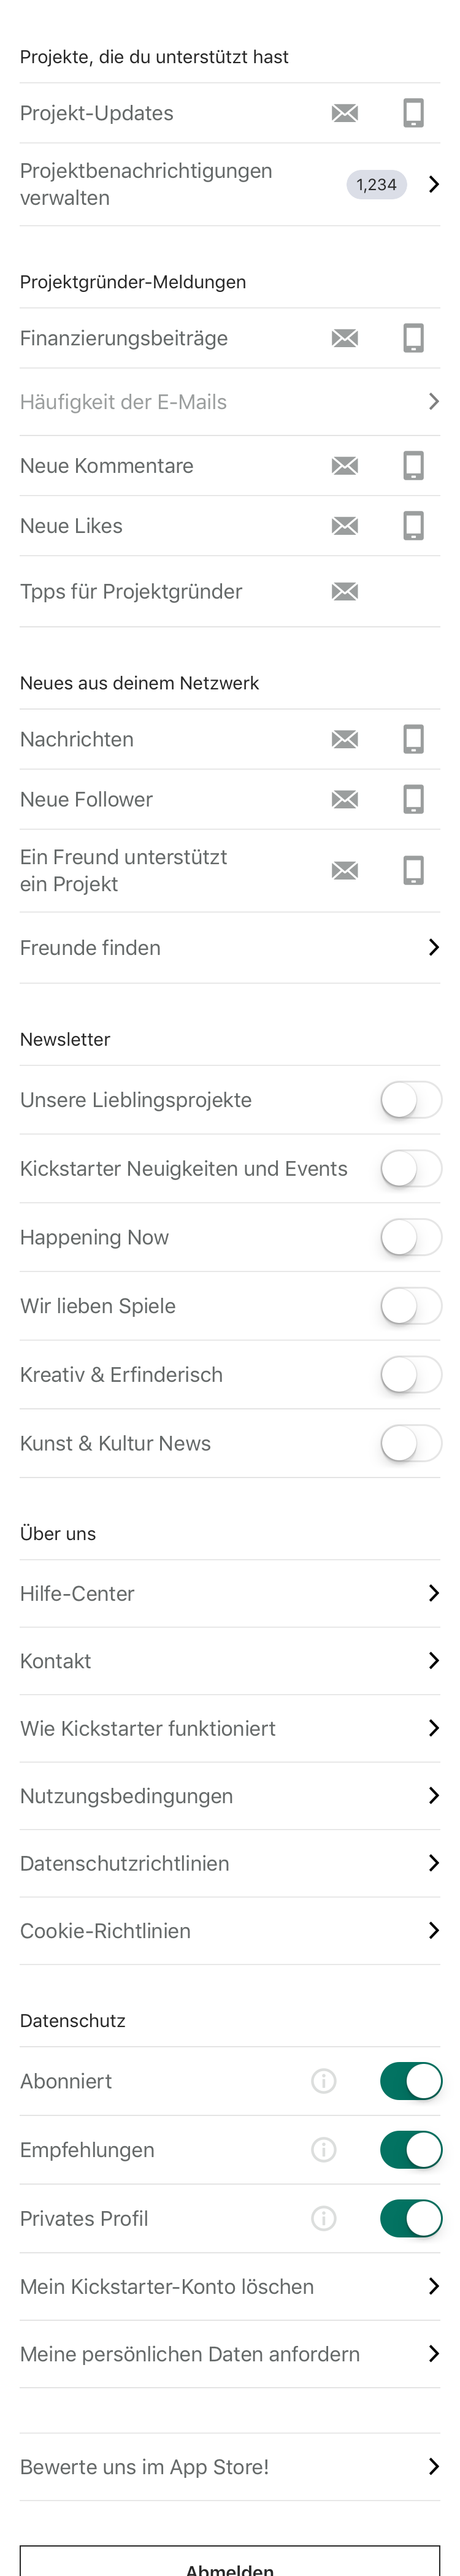 Projekte, die du unterstützt hast
Projekt-Updates
Projektbenachrichtigungen
verwalten
1,234
Projektgründer-Meldungen
Finanzierungsbeiträge
Häufigkeit der E-Mails
Neue Kommentare
Neue Likes
Tpps für Projektgründer
Neues aus deinem Netzwerk
Nachrichten
Neue Follower
Ein Freund unterstützt
ein Projekt
Freunde finden
Newsletter
Unsere Lieblingsprojekte
Kickstarter Neuigkeiten und Events
Happening Now
Wir lieben Spiele
Kreativ & Erfinderisch
Kunst & Kultur News
Über uns
Hilfe-Center
Kontakt
Wie Kickstarter funktioniert
Nutzungsbedingungen
Datenschutzrichtlinien
Cookie-Richtlinien
Datenschutz
Abonniert
Empfehlungen
Privates Profil
Mein Kickstarter-Konto löschen
Meine persönlichen Daten anfordern
Bewerte uns im App Store!
Abmelden